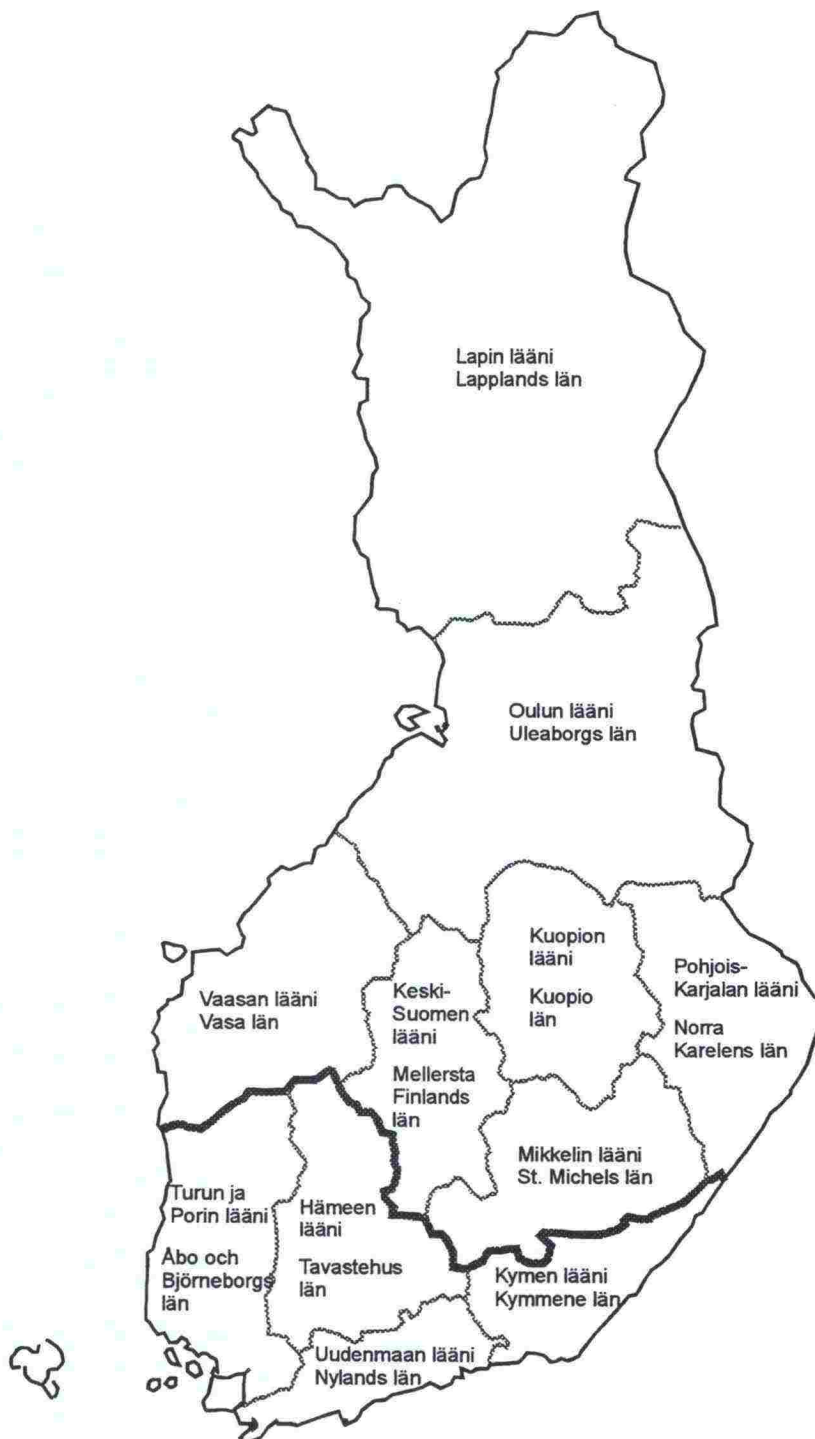 Lapin lääni
Lapplands län
Oulun lääni
Uleaborgs län
Kuopion
lääni
Kuopio
län
Pohjois-
Karjalan lääni
Norra
Karelens län
Vaasan lääni
Vasa län
Keski-
Suomen
lääni
Mellersta
Finlands
län
Mikkelin lääni
St. Michels län
Turun ja
Porin lääni
Åbo och
Björneborgs
län
Hämeen
lääni
Tavastehus
län
Kymen lääni
Kymmene län
Uudenmaan lääni
Nylands län